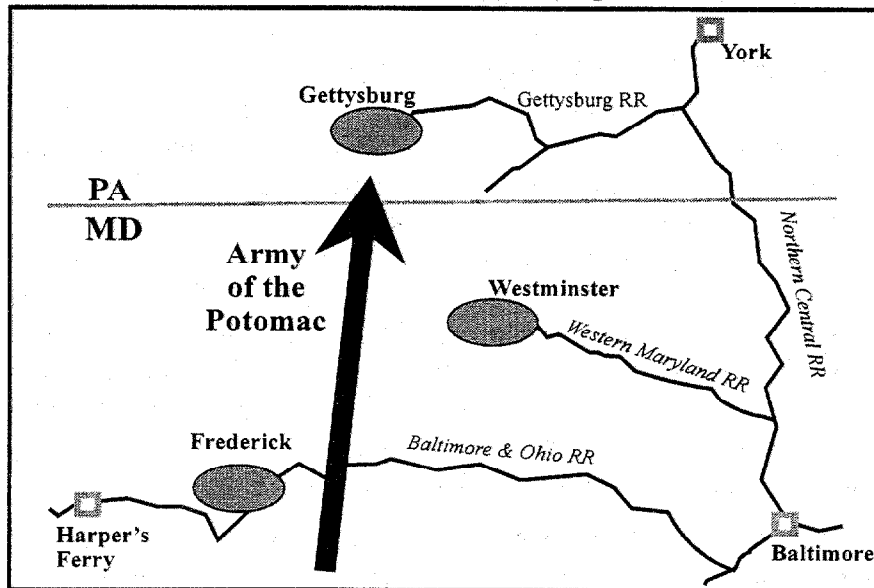 York
Gettysburg
Gettysburg RR
PA
MD
Army
of the
Potomac
Northern Central RR
Westminster
Western Maryland RR
Frederick
Baltimore & Ohio RR
Harper's
Ferry
Baltimore